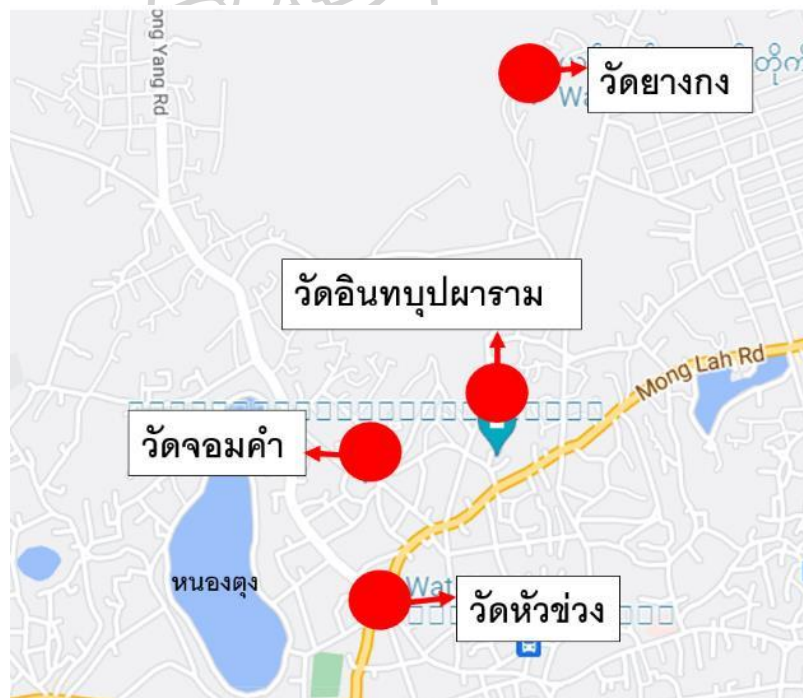 ong Yang Rd
วัดยางกง
Wa
วัดอินทบุปผาราม
Mong Lah Rd
วัดจอมคำ
หนองตุง
Wat
วัดหัวข่วง